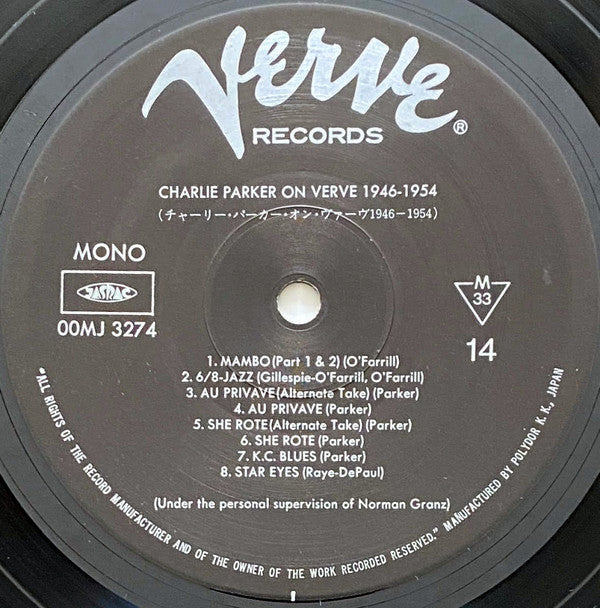 Verve
RECORDS ®
CHARLIE PARKER ON VERVE 1946-1954
(チャーリー・パーカー・オン・ヴァーヴ1946－1954)
MONO
JASRAC
00MJ 3274
M
33
14
1. MAMBO (Part 1 & 2) (O'Farrill)
2. 6/8-JAZZ (Gillespie-O'Farrill, O'Farrill)
3. AU PRIVAVE (Alternate Take) (Parker)
4. AU PRIVAVE (Parker)
5. SHE ROTE (Alternate Take) (Parker)
6. SHE ROTE (Parker)
7. K.C. BLUES (Parker)
8. STAR EYES (Raye-DePaul)
(Under the personal supervision of Norman Granz)
"ALL RIGHTS OF THE RECORD MANUFACTURER AND OF THE OWNER OF THE WORK RECORDED RESERVED." MANUFACTURED BY POLYDOR K. K., JAPAN